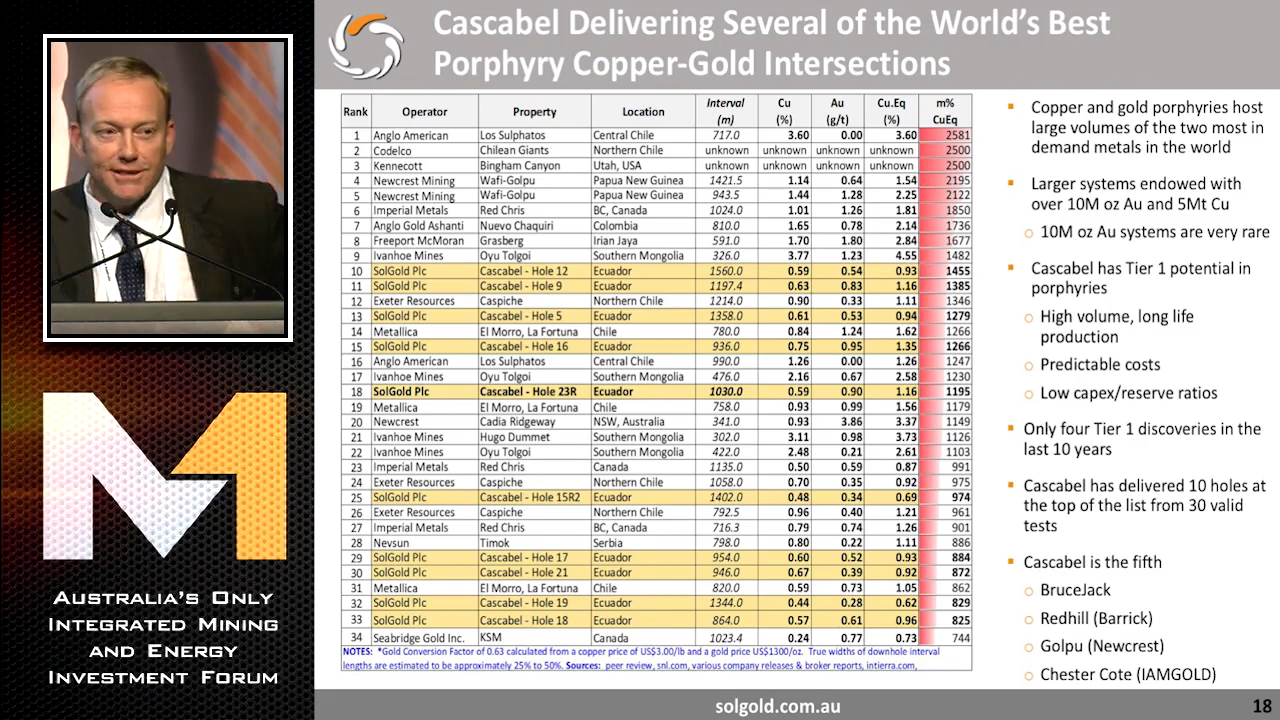 Cascabel Delivering Several of the World's Best
Porphyry Copper-Gold Intersections
Rank Operator Property Location Interval (m) Cu (%) Au (g/t) Cu.Eq (%) m% CuEq
1 Anglo American Los Sulphatos Central Chile 717.0 3.60 0.00 3.60 2581
2 Codelco Chilean Giants Northern Chile unknown unknown unknown unknown 2500
3 Kennecott Bingham Canyon Utah, USA unknown unknown unknown unknown 2500
4 Newcrest Mining Wafi-Golpu Papua New Guinea 1421.5 1.14 0.64 1.54 2195
5 Newcrest Mining Wafi-Golpu Papua New Guinea 943.5 1.44 1.28 2.25 2122
6 Imperial Metals Red Chris BC, Canada 1024.0 1.01 1.26 1.81 1850
7 Anglo Gold Ashanti Nuevo Chaquiri Colombia 810.0 1.65 0.78 2.14 1736
8 Freeport McMoran Grasberg Irian Jaya 591.0 1.70 1.80 2.84 1677
9 Ivanhoe Mines Oyu Tolgoi Southern Mongolia 326.0 3.77 1.23 4.55 1482
10 SolGold Plc Cascabel - Hole 12 Ecuador 1560.0 0.59 0.54 0.93 1455
11 SolGold Plc Cascabel - Hole 9 Ecuador 1197.4 0.63 0.83 1.16 1385
12 Exeter Resources Caspiche Northern Chile 1214.0 0.90 0.33 1.11 1346
13 SolGold Plc Cascabel - Hole 5 Ecuador 1358.0 0.61 0.53 0.94 1279
14 Metallica El Morro, La Fortuna Chile 780.0 0.84 1.24 1.62 1266
15 SolGold Plc Cascabel - Hole 16 Ecuador 936.0 0.75 0.95 1.35 1266
16 Anglo American Los Sulphatos Central Chile 990.0 1.26 0.00 1.26 1247
17 Ivanhoe Mines Oyu Tolgoi Southern Mongolia 476.0 2.16 0.67 2.58 1230
18 SolGold Plc Cascabel - Hole 23R Ecuador 1030.0 0.59 0.90 1.16 1195
19 Metallica El Morro, La Fortuna Chile 758.0 0.93 0.99 1.56 1179
20 Newcrest Cadia Ridgeway NSW, Australia 341.0 0.93 3.86 3.37 1149
21 Ivanhoe Mines Hugo Dummet Southern Mongolia 302.0 3.11 0.98 3.73 1126
22 Ivanhoe Mines Oyu Tolgoi Southern Mongolia 422.0 2.48 0.21 2.61 1103
23 Imperial Metals Red Chris Canada 1135.0 0.50 0.59 0.87 991
24 Exeter Resources Caspiche Northern Chile 1058.0 0.70 0.35 0.92 975
25 SolGold Plc Cascabel - Hole 15R2 Ecuador 1402.0 0.48 0.34 0.69 974
26 Exeter Resources Caspiche Northern Chile 792.5 0.96 0.40 1.21 961
27 Imperial Metals Red Chris BC, Canada 716.3 0.79 0.74 1.26 901
28 Nevsun Timok Serbia 798.0 0.80 0.22 1.11 886
29 SolGold Plc Cascabel - Hole 17 Ecuador 954.0 0.60 0.52 0.93 884
30 SolGold Plc Cascabel - Hole 21 Ecuador 946.0 0.67 0.39 0.92 872
31 Metallica El Morro, La Fortuna Chile 820.0 0.59 0.73 1.05 862
32 SolGold Plc Cascabel - Hole 19 Ecuador 1344.0 0.44 0.28 0.62 829
33 SolGold Plc Cascabel - Hole 18 Ecuador 864.0 0.57 0.61 0.96 825
34 Seabridge Gold Inc. KSM Canada 1023.4 0.24 0.77 0.73 744
NOTES: *Gold Conversion Factor of 0.63 calculated from a copper price of US$3.00/lb and a gold price US$1300/oz. True widths of downhole interval
lengths are estimated to be approximately 25% to 50%. Sources: peer review, snl.com, various company releases & broker reports, intierra.com,
▪ Copper and gold porphyries host
large volumes of the two most in
demand metals in the world
▪ Larger systems endowed with
over 10M oz Au and 5Mt Cu
o 10M oz Au systems are very rare
▪ Cascabel has Tier 1 potential in
porphyries
o High volume, long life
production
o Predictable costs
o Low capex/reserve ratios
▪ Only four Tier 1 discoveries in the
last 10 years
▪ Cascabel has delivered 10 holes at
the top of the list from 30 valid
tests
▪ Cascabel is the fifth
o BruceJack
o Redhill (Barrick)
o Golpu (Newcrest)
o Chester Cote (IAMGOLD)
Australia's Only
Integrated Mining
and Energy
Investment Forum
solgold.com.au
18